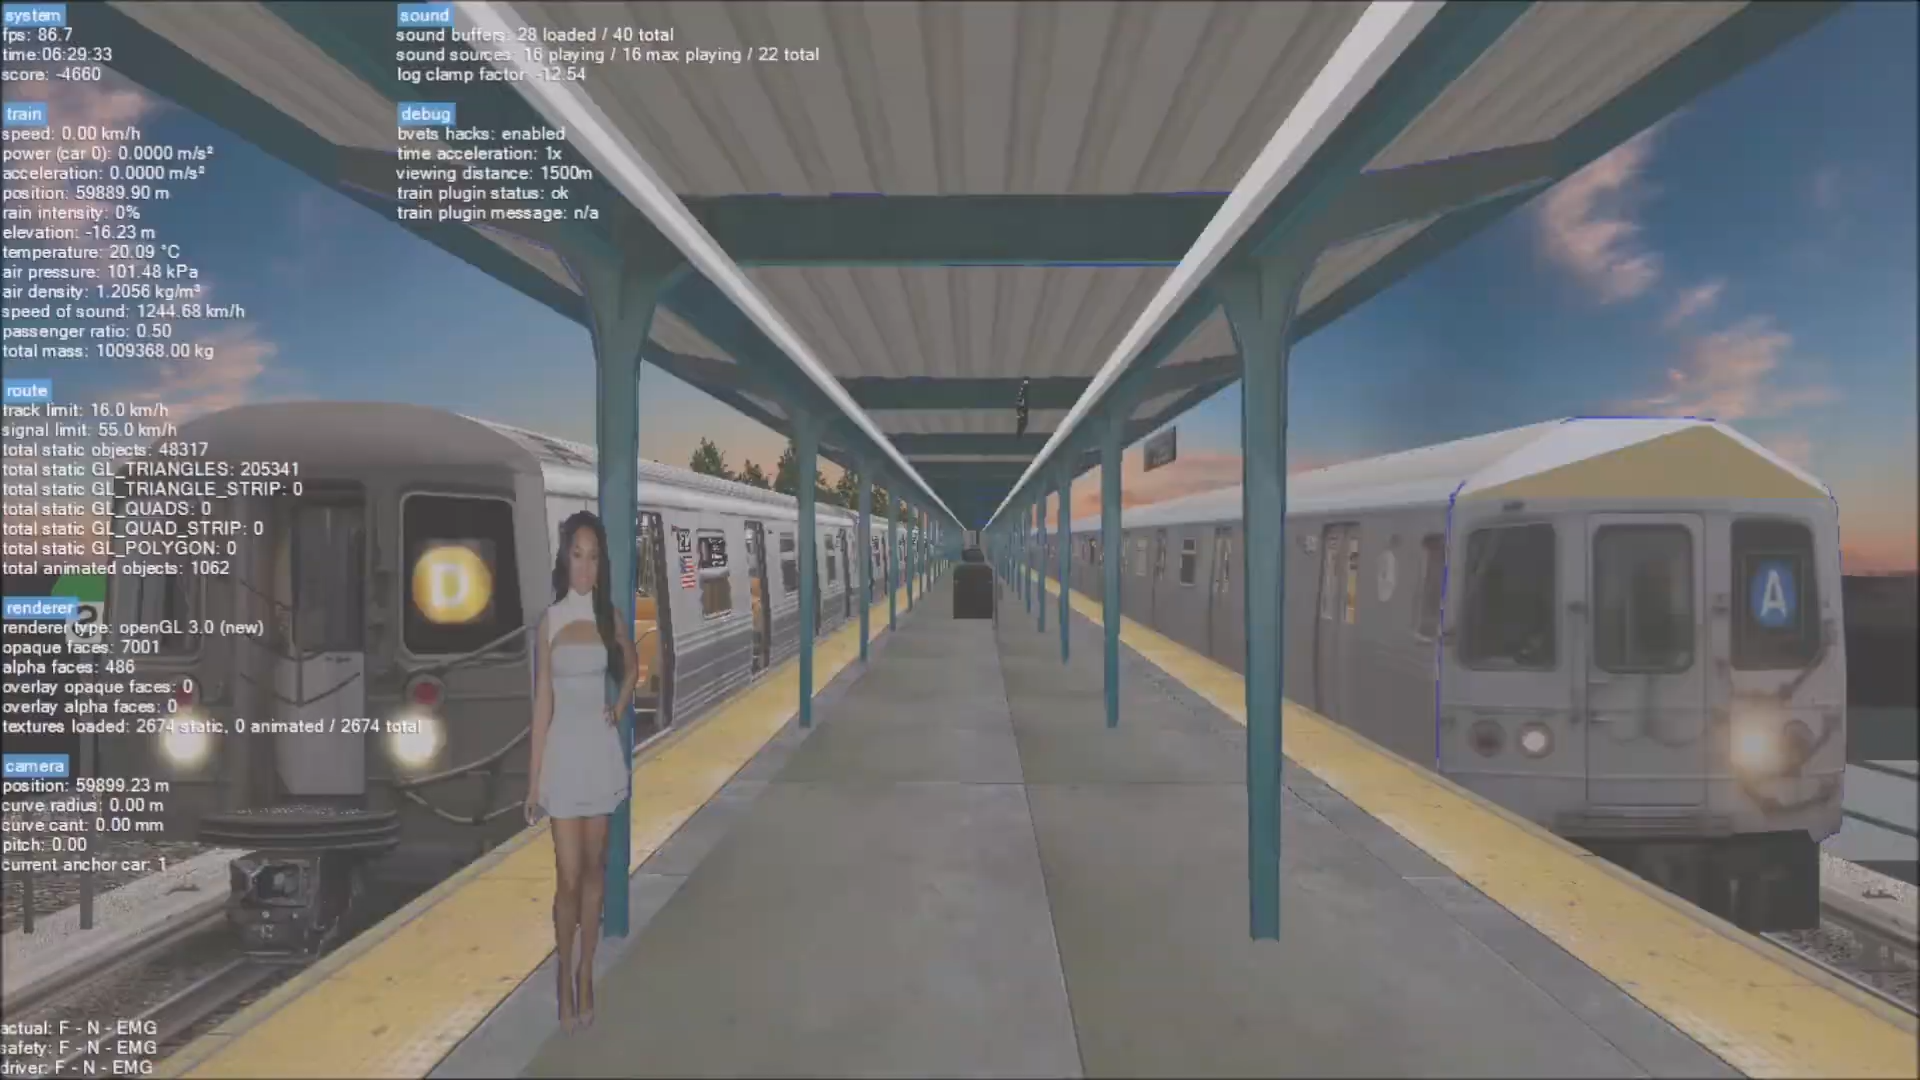 system
fps: 86.7
time:06:29:33
score: -4660
train
speed: 0.00 km/h
power (car 0): 0.0000 m/s²
acceleration: 0.0000 m/s²
position: 59889.90 m
rain intensity: 0%
elevation: -16.23 m
temperature: 20.09 °C
air pressure: 101.48 kPa
air density: 1.2056 kg/m³
speed of sound: 1244.68 km/h
passenger ratio: 0.50
total mass: 1009368.00 kg
route
track limit: 16.0 km/h
signal limit: 55.0 km/h
total static objects: 48317
total static GL_TRIANGLES: 205341
total static GL_TRIANGLE_STRIP: 0
total static GL_QUADS: 0
total static GL_QUAD_STRIP: 0
total static GL_POLYGON: 0
total animated objects: 1062
renderer
renderer type: openGL 3.0 (new)
opaque faces: 7001
alpha faces: 486
overlay opaque faces: 0
overlay alpha faces: 0
textures loaded: 2674 static, 0 animated / 2674 total
camera
position: 59899.23 m
curve radius: 0.00 m
curve cant: 0.00 mm
pitch: 0.00
current anchor car: 1
actual: F - N - EMG
safety: F - N - EMG
driver: F - N - EMG
sound
sound buffers: 28 loaded / 40 total
sound sources: 16 playing / 16 max playing / 22 total
log clamp factor: -12.54
debug
bvets hacks: enabled
time acceleration: 1x
viewing distance: 1500m
train plugin status: ok
train plugin message: n/a
2
D
A